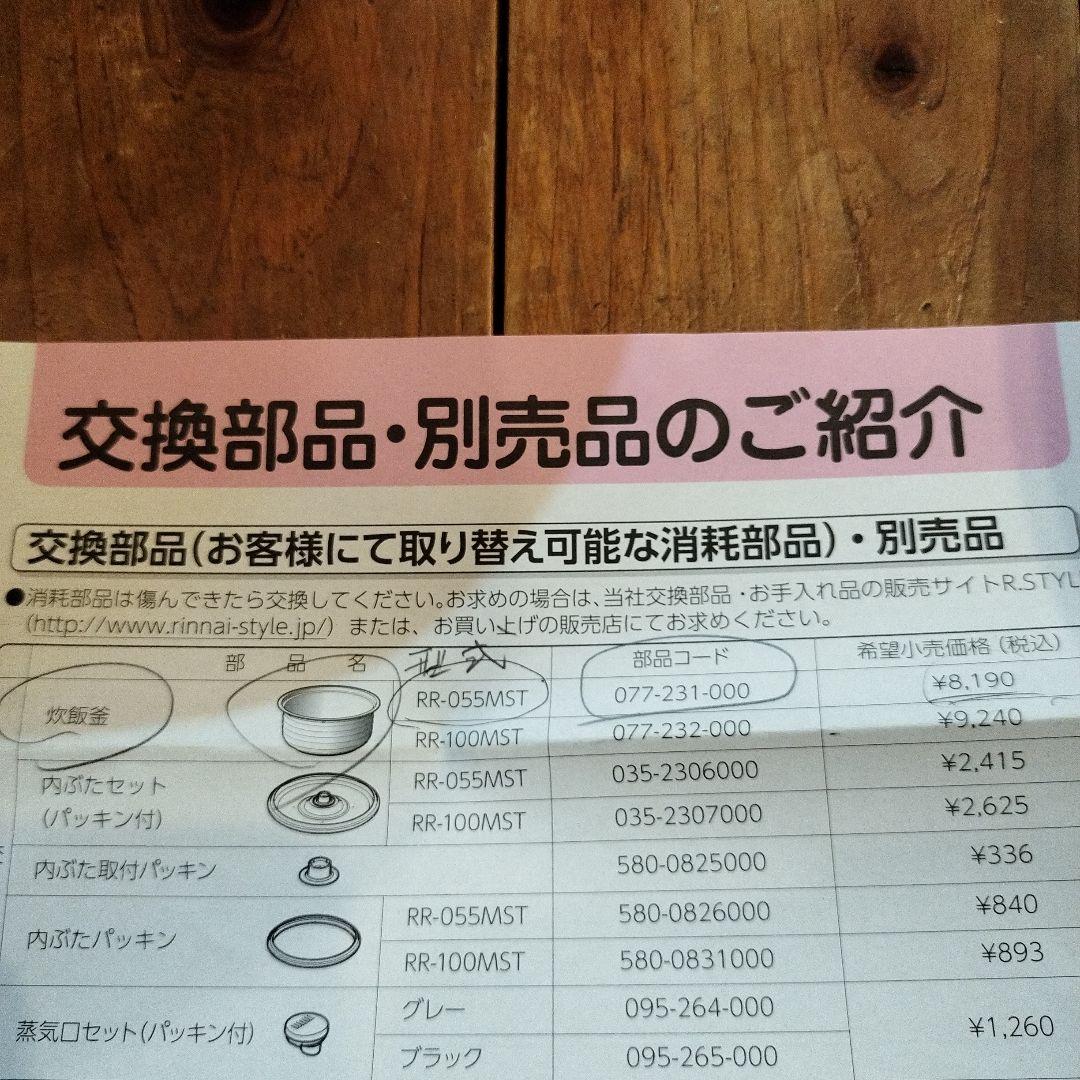 交換部品・別売品のご紹介
交換部品(お客様にて取り替え可能な消耗部品)・別売品
●消耗部品は傷んできたら交換してください。お求めの場合は、当社交換部品・お手入れ品の販売サイトR.STYL
(http://www.rinnai-style.jp/) または、お買い上げの販売店にてお求めください。
部品名 型式 部品コード 希望小売価格(税込)
炊飯釜 RR-055MST 077-231-000 ¥8,190
RR-100MST 077-232-000 ¥9,240
内ぶたセット RR-055MST 035-2306000 ¥2,415
(パッキン付) RR-100MST 035-2307000 ¥2,625
内ぶた取付パッキン 580-0825000 ¥336
内ぶたパッキン RR-055MST 580-0826000 ¥840
RR-100MST 580-0831000 ¥893
蒸気口セット(パッキン付) グレー 095-264-000 ¥1,260
ブラック 095-265-000